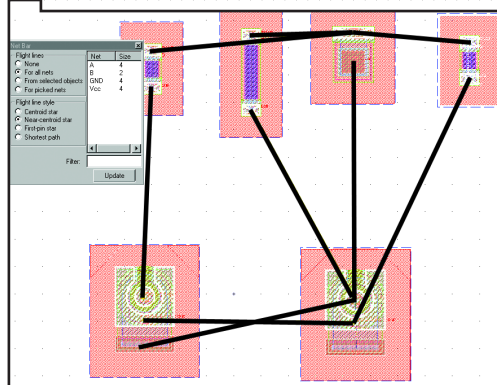 Net Bar
Flight lines
None
For all nets
From selected objects
For picked nets
Flight line style
Centroid star
Near-centroid star
First-pin star
Shortest path
Net Size
A 4
B 2
GND 4
Vcc 4
Filter:
Update